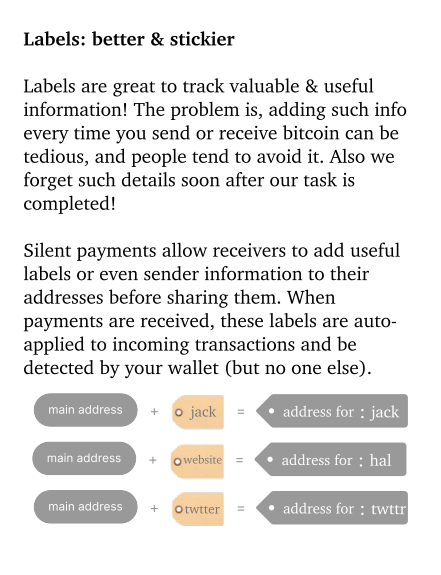 Labels: better & stickier
Labels are great to track valuable & useful
information! The problem is, adding such info
every time you send or receive bitcoin can be
tedious, and people tend to avoid it. Also we
forget such details soon after our task is
completed!
Silent payments allow receivers to add useful
labels or even sender information to their
addresses before sharing them. When
payments are received, these labels are auto-
applied to incoming transactions and be
detected by your wallet (but no one else).
main address + jack = address for : jack
main address + website = address for : hal
main address + twtter = address for : twttr